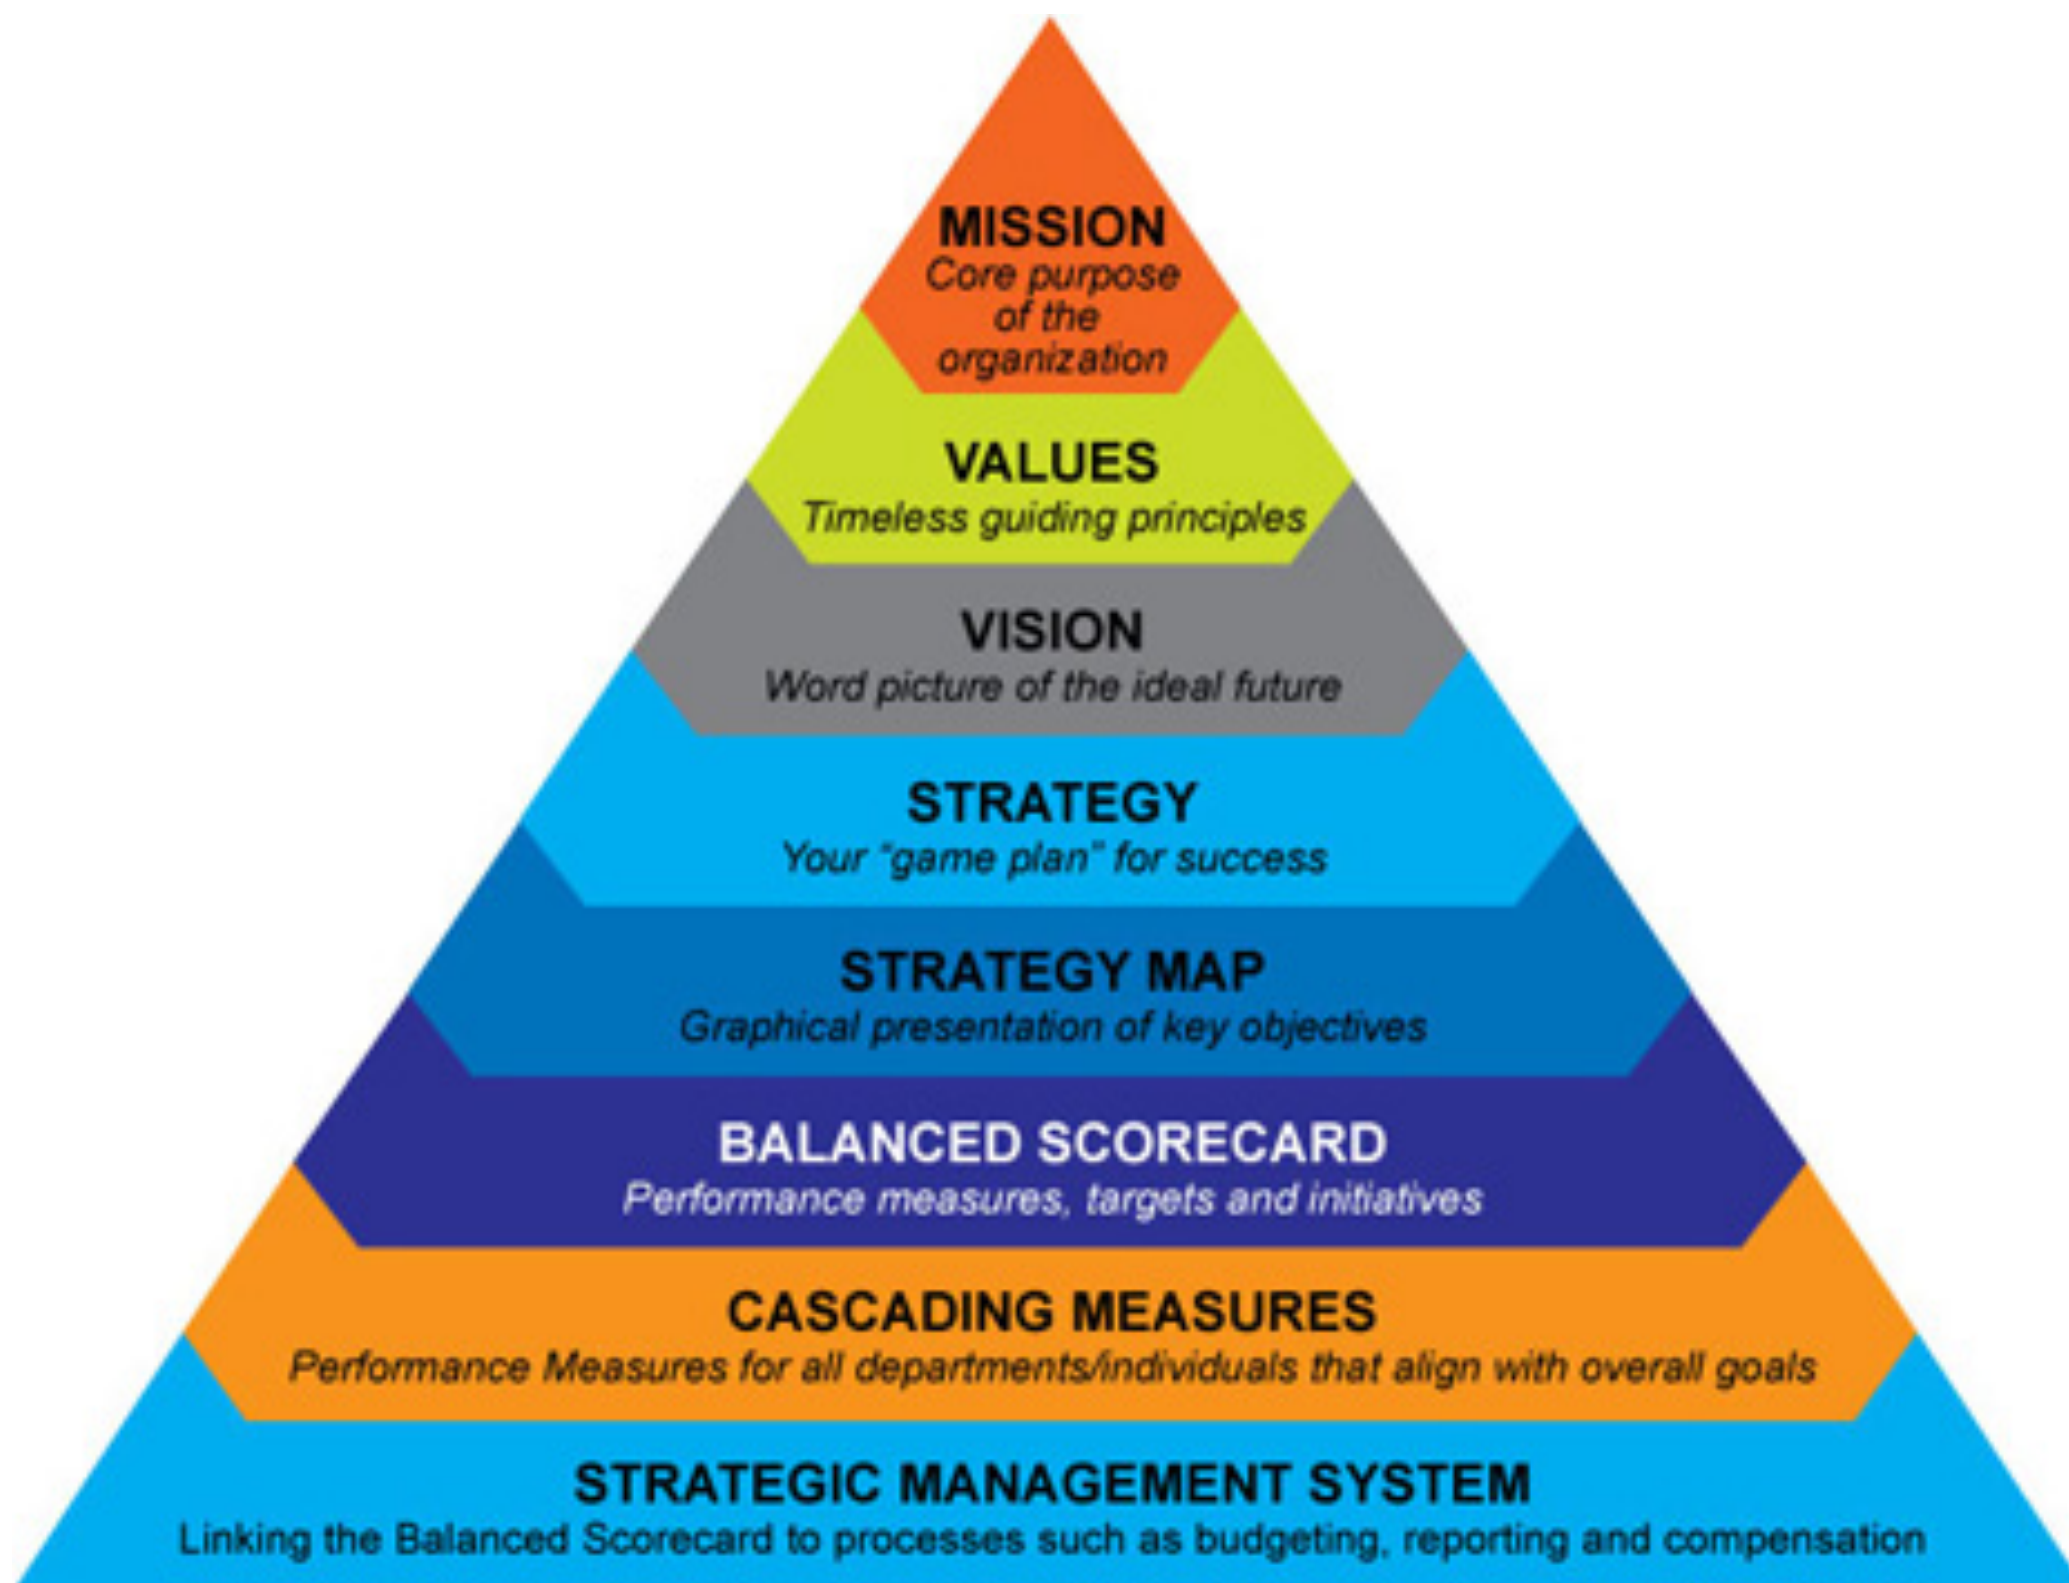 MISSION
Core purpose
of the
organization
VALUES
Timeless guiding principles
VISION
Word picture of the ideal future
STRATEGY
Your “game plan” for success
STRATEGY MAP
Graphical presentation of key objectives
BALANCED SCORECARD
Performance measures, targets and initiatives
CASCADING MEASURES
Performance Measures for all departments/individuals that align with overall goals
STRATEGIC MANAGEMENT SYSTEM
Linking the Balanced Scorecard to processes such as budgeting, reporting and compensation